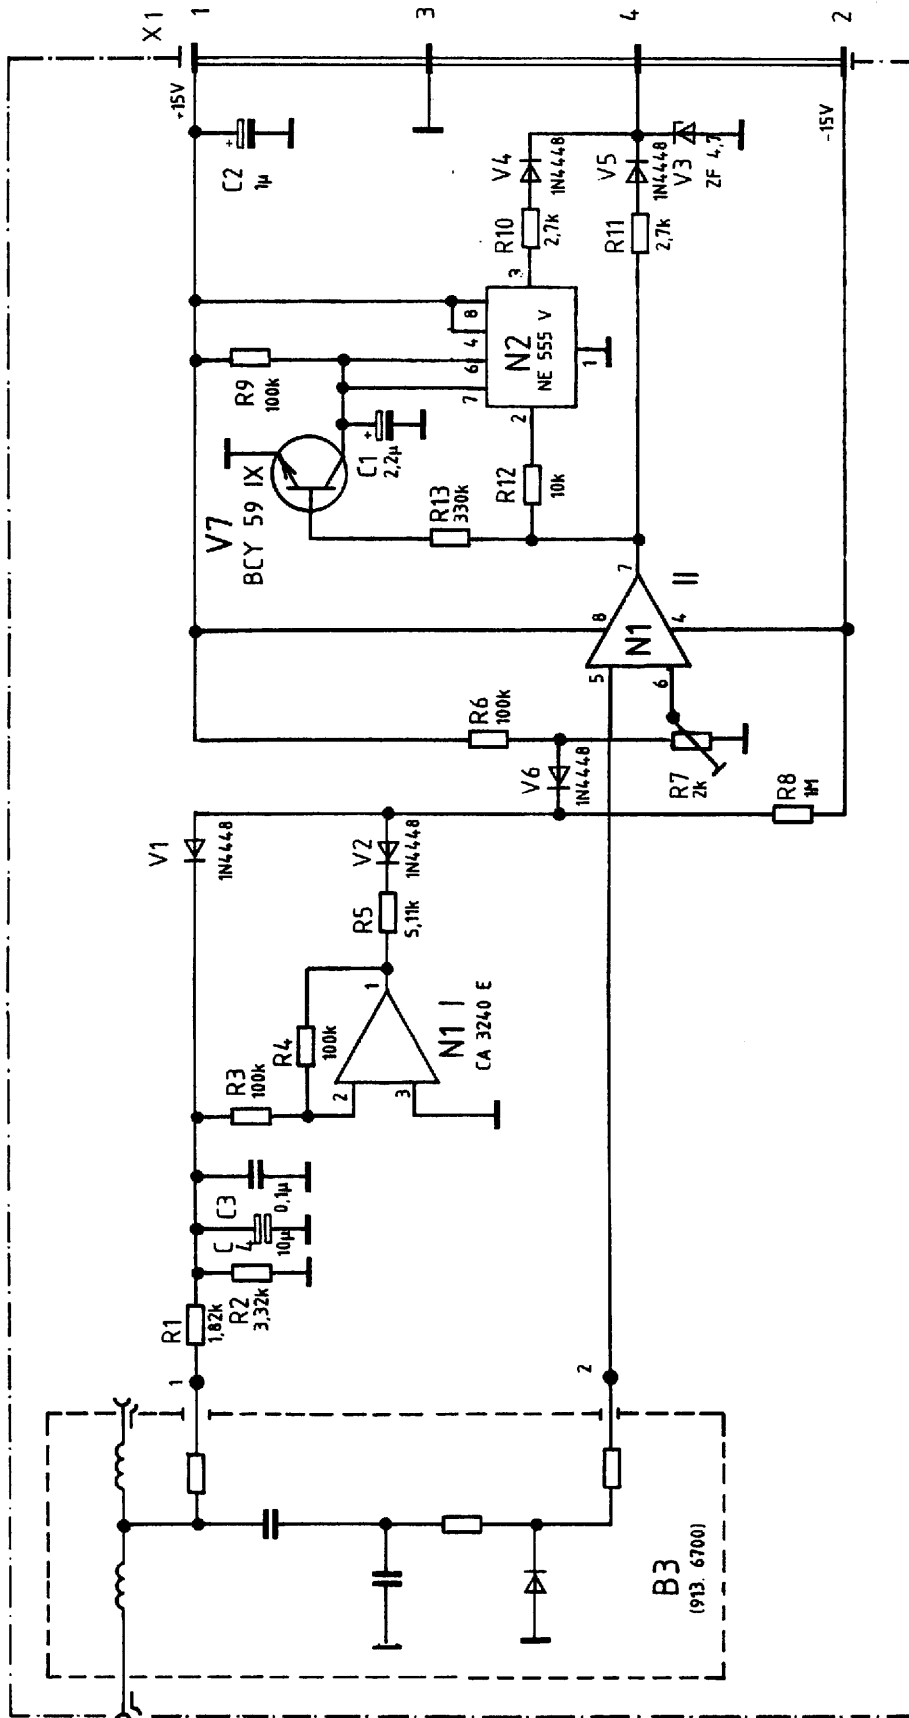 X1
1
3
4
2
+15V
-15V
+
C2
1µ
V4
1N4448
V5
1N4448
V3
ZF 4,7
R10
2,7k
R11
2,7k
3
8
4
6
7
N2
NE 555 V
1
2
R9
100k
+
C1
2,2µ
V7
BCY 59 IX
R13
330k
R12
10k
7
II
8
4
N1
5
6
R6
100k
V6
1N4448
R7
2k
R8
1M
V1
1N4448
V2
1N4448
R5
5,11k
1
R4
100k
N1 I
CA 3240 E
R3
100k
2
3
C3
0,1µ
C
4
10µ
R2
3,32k
R1
1,82k
1
2
B3
(913. 6700)